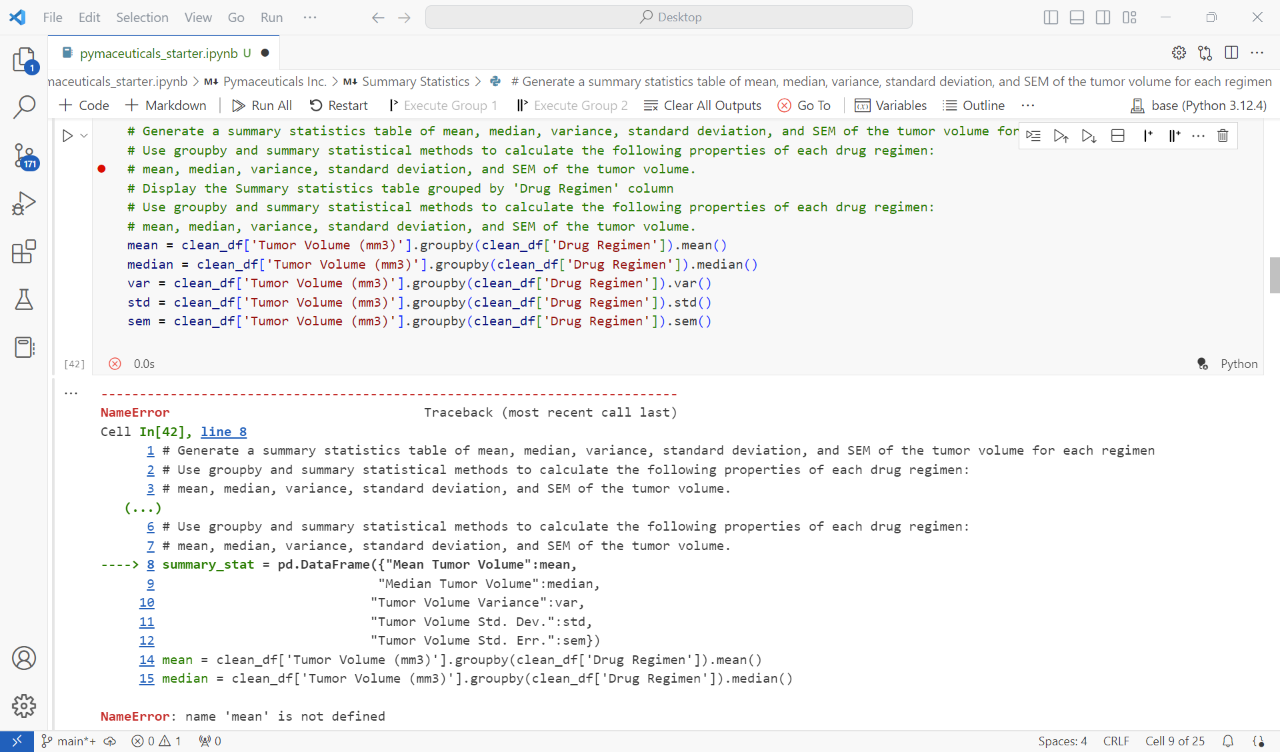 File Edit Selection View Go Run ··· Desktop
pymaceuticals_starter.ipynb U
maceuticals_starter.ipynb > M↓ Pymaceuticals Inc. > M↓ Summary Statistics > # Generate a summary statistics table of mean, median, variance, standard deviation, and SEM of the tumor volume for each regimen
Code Markdown Run All Restart Execute Group 1 Execute Group 2 Clear All Outputs Go To Variables Outline ··· base (Python 3.12.4)
1
171
# Generate a summary statistics table of mean, median, variance, standard deviation, and SEM of the tumor volume for
# Use groupby and summary statistical methods to calculate the following properties of each drug regimen:
# mean, median, variance, standard deviation, and SEM of the tumor volume.
# Display the Summary statistics table grouped by 'Drug Regimen' column
# Use groupby and summary statistical methods to calculate the following properties of each drug regimen:
# mean, median, variance, standard deviation, and SEM of the tumor volume.
mean = clean_df['Tumor Volume (mm3)'].groupby(clean_df['Drug Regimen']).mean()
median = clean_df['Tumor Volume (mm3)'].groupby(clean_df['Drug Regimen']).median()
var = clean_df['Tumor Volume (mm3)'].groupby(clean_df['Drug Regimen']).var()
std = clean_df['Tumor Volume (mm3)'].groupby(clean_df['Drug Regimen']).std()
sem = clean_df['Tumor Volume (mm3)'].groupby(clean_df['Drug Regimen']).sem()
[42] 0.0s Python
---------------------------------------------------------------------------
NameError Traceback (most recent call last)
Cell In[42], line 8
1 # Generate a summary statistics table of mean, median, variance, standard deviation, and SEM of the tumor volume for each regimen
2 # Use groupby and summary statistical methods to calculate the following properties of each drug regimen:
3 # mean, median, variance, standard deviation, and SEM of the tumor volume.
(...)
6 # Use groupby and summary statistical methods to calculate the following properties of each drug regimen:
7 # mean, median, variance, standard deviation, and SEM of the tumor volume.
----> 8 summary_stat = pd.DataFrame({"Mean Tumor Volume":mean,
9 "Median Tumor Volume":median,
10 "Tumor Volume Variance":var,
11 "Tumor Volume Std. Dev.":std,
12 "Tumor Volume Std. Err.":sem})
14 mean = clean_df['Tumor Volume (mm3)'].groupby(clean_df['Drug Regimen']).mean()
15 median = clean_df['Tumor Volume (mm3)'].groupby(clean_df['Drug Regimen']).median()
NameError: name 'mean' is not defined
main*+ 0 1 0 Spaces: 4 CRLF Cell 9 of 25